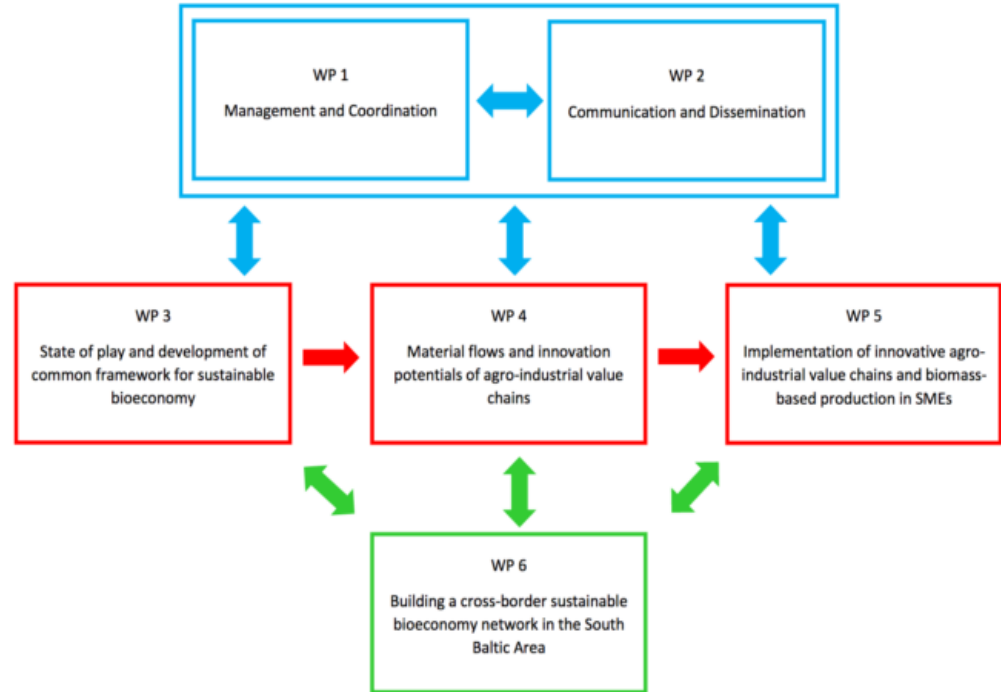 WP 1
Management and Coordination
WP 2
Communication and Dissemination
WP 3
State of play and development of
common framework for sustainable
bioeconomy
WP 4
Material flows and innovation
potentials of agro-industrial value
chains
WP 5
Implementation of innovative agro-
industrial value chains and biomass-
based production in SMEs
WP 6
Building a cross-border sustainable
bioeconomy network in the South
Baltic Area